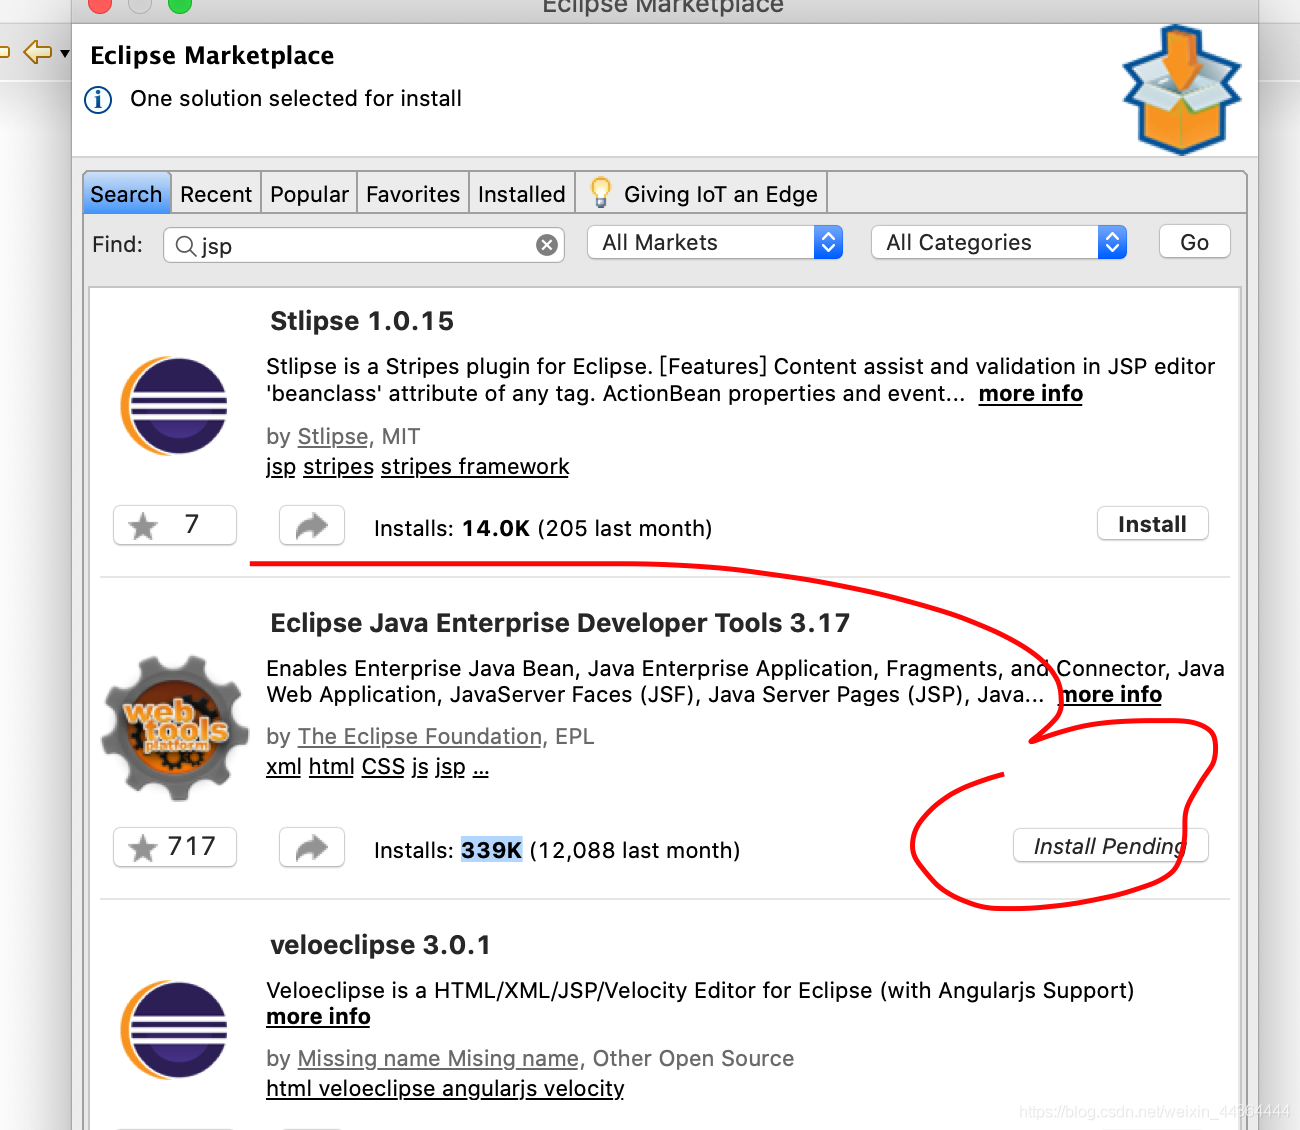 Eclipse Marketplace
Eclipse Marketplace
One solution selected for install
Search Recent Popular Favorites Installed Giving IoT an Edge
Find: jsp All Markets All Categories Go
Stlipse 1.0.15
Stlipse is a Stripes plugin for Eclipse. [Features] Content assist and validation in JSP editor
'beanclass' attribute of any tag. ActionBean properties and event... more info
by Stlipse, MIT
jsp stripes stripes framework
7 Installs: 14.0K (205 last month) Install
Eclipse Java Enterprise Developer Tools 3.17
Enables Enterprise Java Bean, Java Enterprise Application, Fragments, and Connector, Java
Web Application, JavaServer Faces (JSF), Java Server Pages (JSP), Java... more info
web
tools
platform
by The Eclipse Foundation, EPL
xml html CSS js jsp ...
717 Installs: 339K (12,088 last month) Install Pending
veloeclipse 3.0.1
Veloeclipse is a HTML/XML/JSP/Velocity Editor for Eclipse (with Angularjs Support)
more info
by Missing name Mising name, Other Open Source
html veloeclipse angularjs velocity
https://blog.csdn.net/weixin_44364444